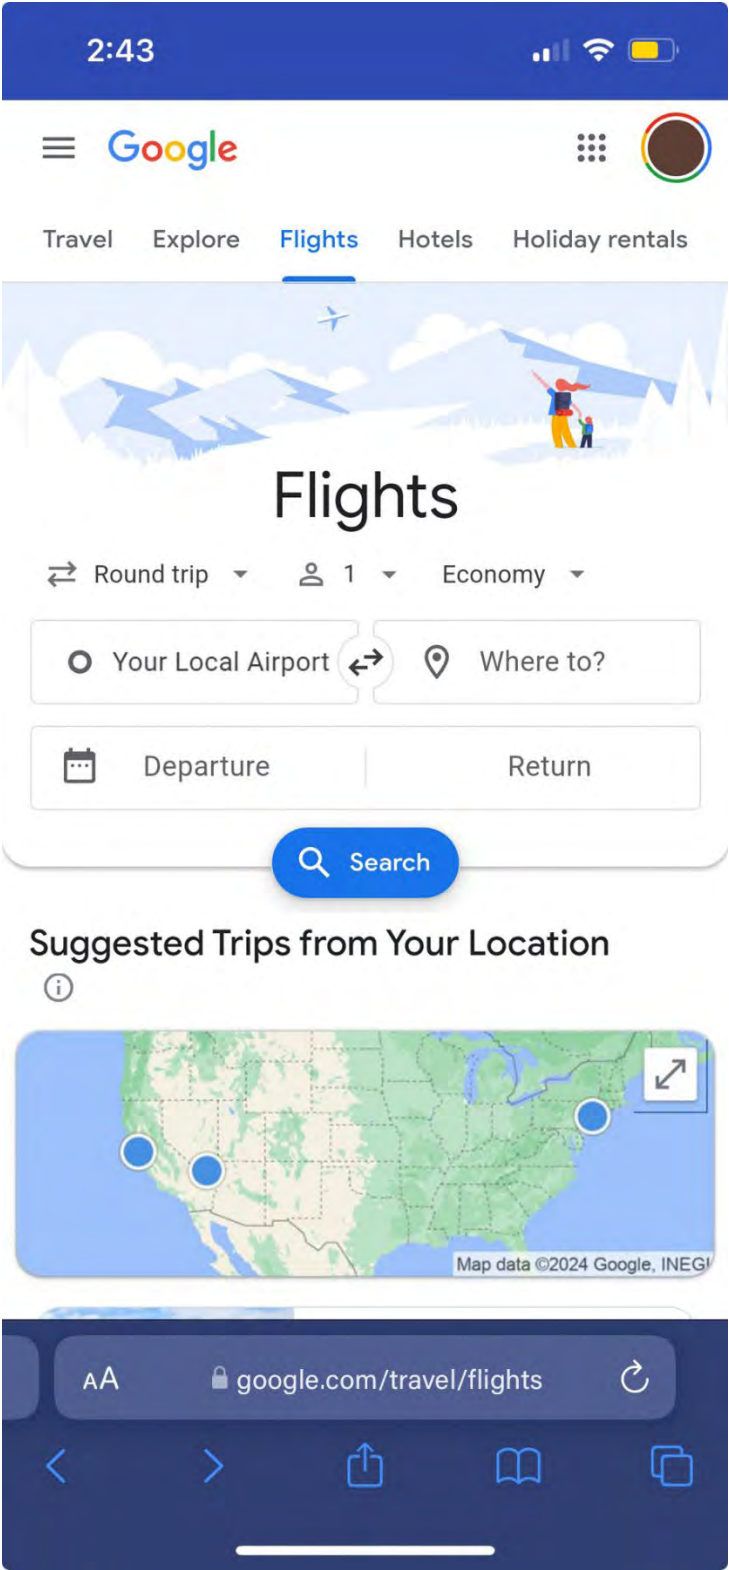 2:43
Google
Travel Explore Flights Hotels Holiday rentals
Flights
Round trip 1 Economy
Your Local Airport Where to?
Departure Return
Search
Suggested Trips from Your Location
Map data ©2024 Google, INEGI
AA google.com/travel/flights